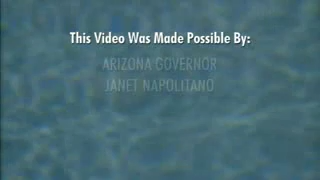 This Video Was Made Possible By:
ARIZONA GOVERNOR
JANET NAPOLITANO